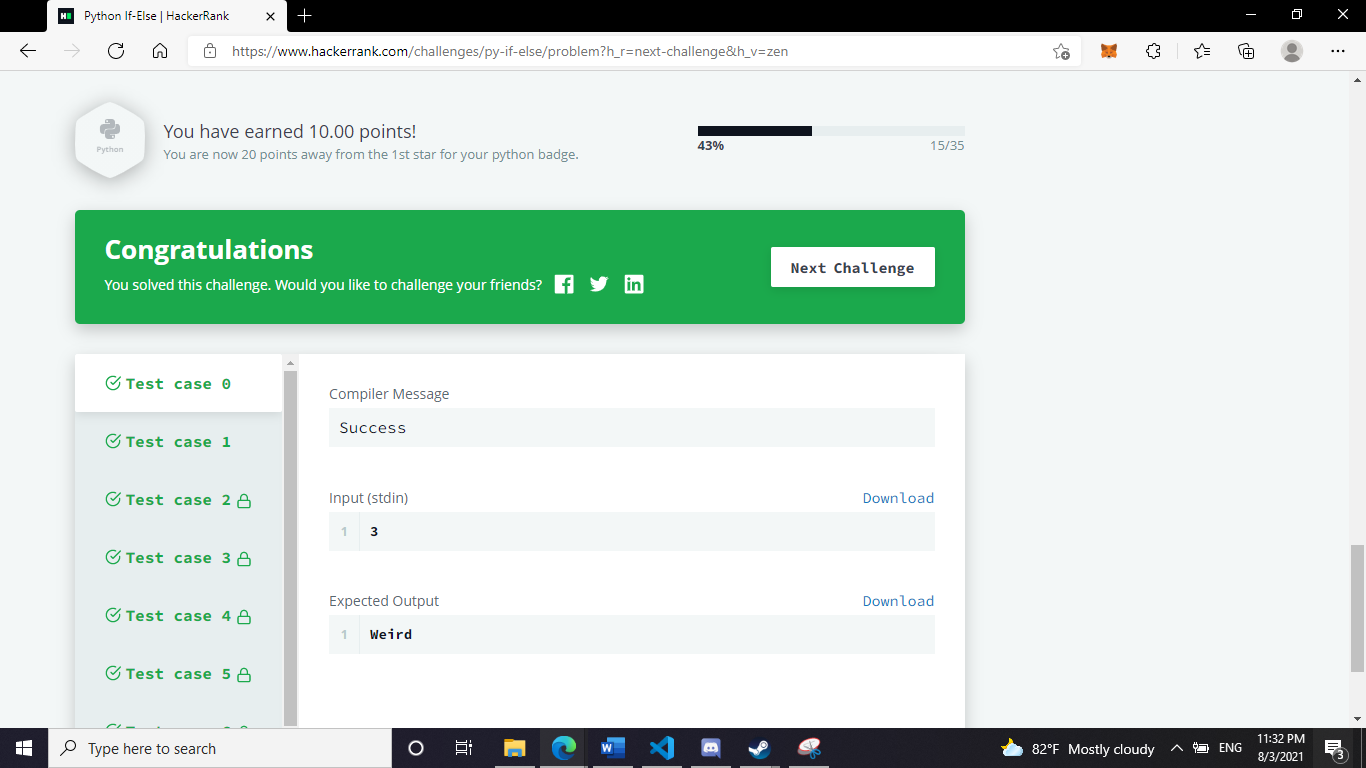 Python If-Else | HackerRank
https://www.hackerrank.com/challenges/py-if-else/problem?h_r=next-challenge&h_v=zen
Python
You have earned 10.00 points!
You are now 20 points away from the 1st star for your python badge.
43%
15/35
Congratulations
You solved this challenge. Would you like to challenge your friends?
Next Challenge
Test case 0
Test case 1
Test case 2
Test case 3
Test case 4
Test case 5
Compiler Message
Success
Input (stdin)
Download
1 3
Expected Output
Download
1 Weird
Type here to search
82°F Mostly cloudy
ENG
11:32 PM
8/3/2021
3